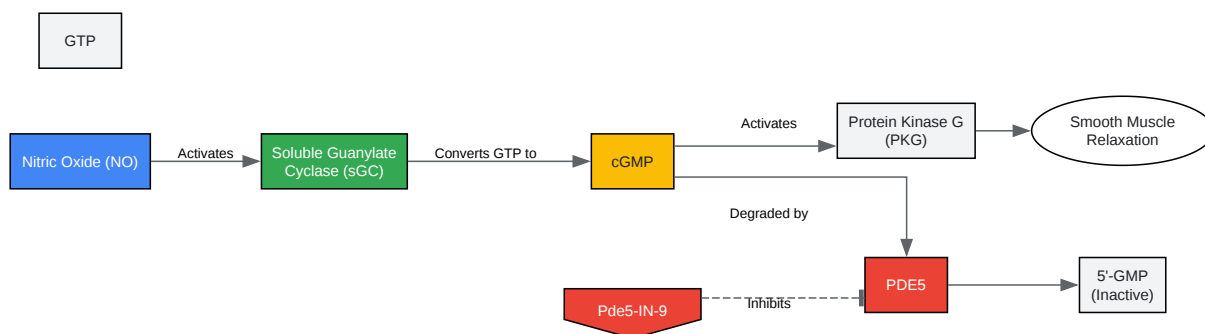 GTP
Nitric Oxide (NO)
Activates
Soluble Guanylate
Cyclase (sGC)
Converts GTP to
cGMP
Activates
Protein Kinase G
(PKG)
Smooth Muscle
Relaxation
Degraded by
PDE5
5'-GMP
(Inactive)
Pde5-IN-9
Inhibits